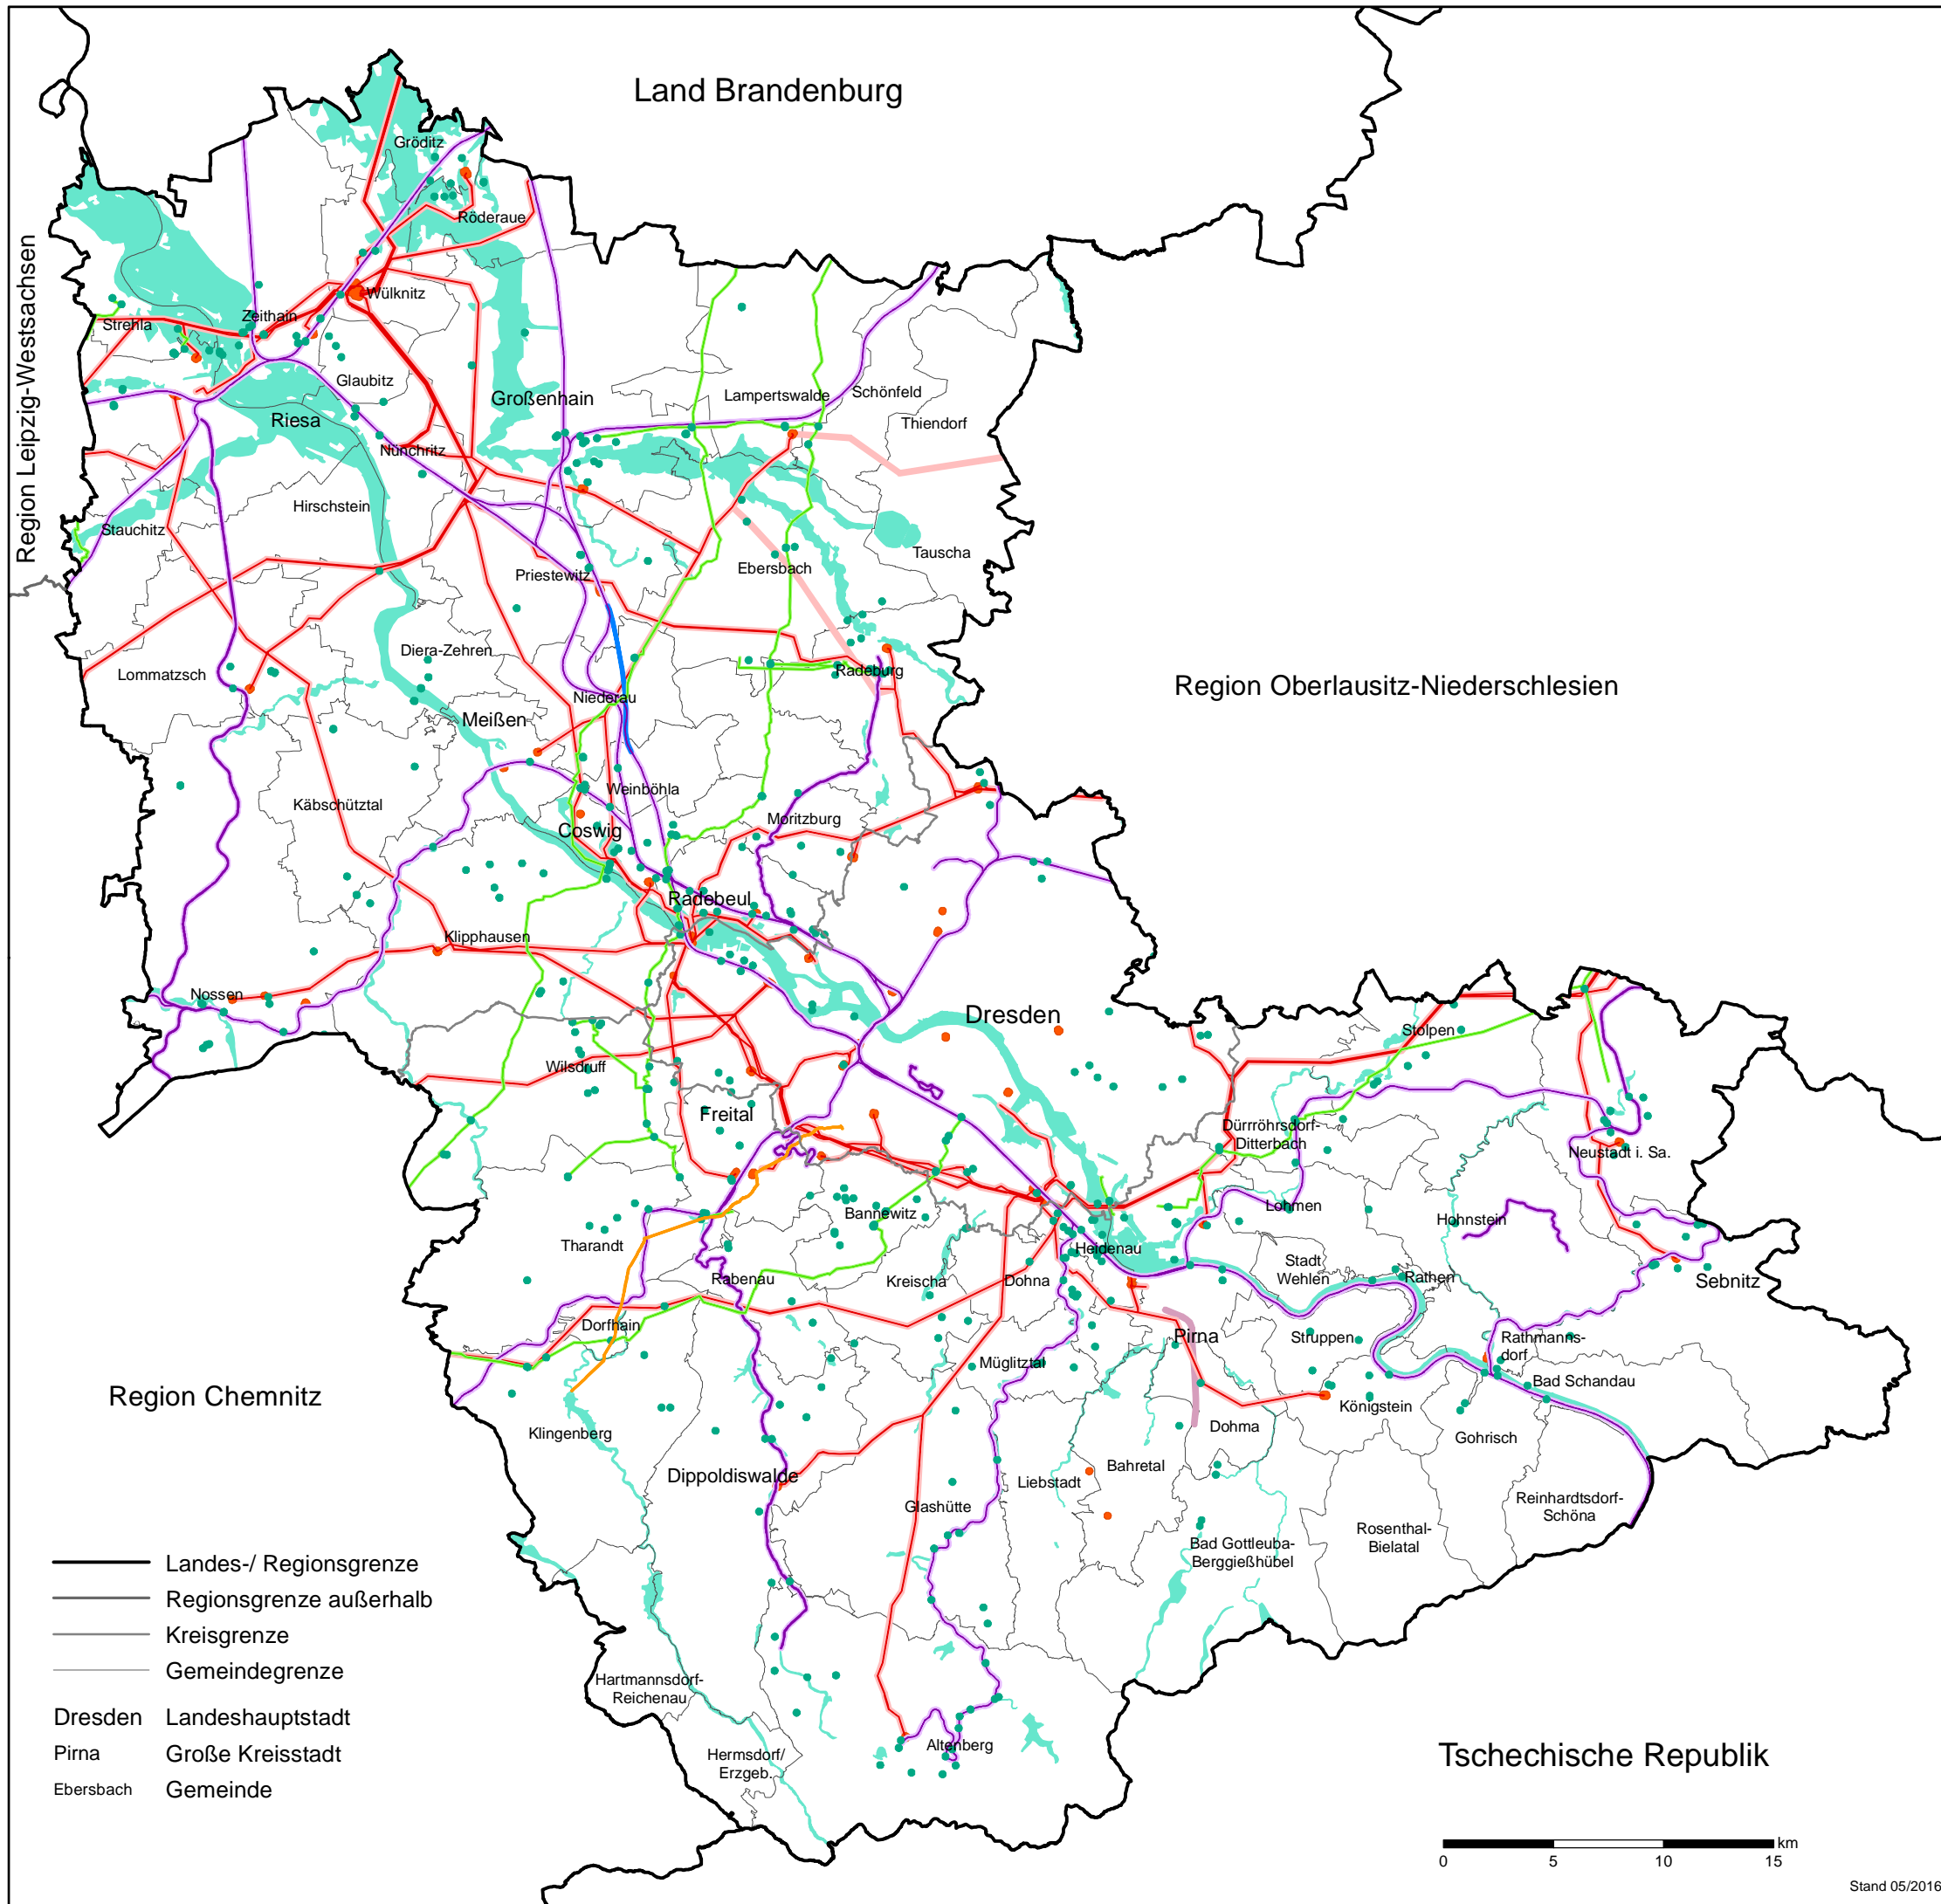 Land Brandenburg
Gröditz
Röderaue
Region Leipzig-Westsachsen
Wülknitz
Zeithain
Strehla
Glaubitz
Großenhain
Lampertswalde
Schönfeld
Riesa
Thiendorf
Nünchritz
Hirschstein
Stauchitz
Tauscha
Ebersbach
Priestewitz
Diera-Zehren
Lommatzsch
Radeburg
Region Oberlausitz-Niederschlesien
Niederau
Meißen
Weinböhla
Käbschütztal
Moritzburg
Coswig
Radebeul
Klipphausen
Nossen
Dresden
Stolpen
Wilsdruff
Freital
Dürrröhrsdorf-
Ditterbach
Neustadt i. Sa.
Lohmen
Bannewitz
Hohnstein
Tharandt
Heidenau
Stadt
Wehlen
Rathen
Rabenau
Kreischa
Dohna
Sebnitz
Dorfhain
Pirna
Struppen
Rathmanns-
dorf
Müglitztal
Bad Schandau
Region Chemnitz
Königstein
Klingenberg
Dohma
Gohrisch
Dippoldiswalde
Bahretal
Liebstadt
Glashütte
Reinhardtsdorf-
Schöna
Rosenthal-
Bielatal
Bad Gottleuba-
Berggießhübel
Landes-/ Regionsgrenze
Regionsgrenze außerhalb
Kreisgrenze
Gemeindegrenze
Hartmannsdorf-
Reichenau
Dresden Landeshauptstadt
Pirna Große Kreisstadt
Ebersbach Gemeinde
Altenberg
Hermsdorf/
Erzgeb.
Tschechische Republik
km
0 5 10 15
Stand 05/2016